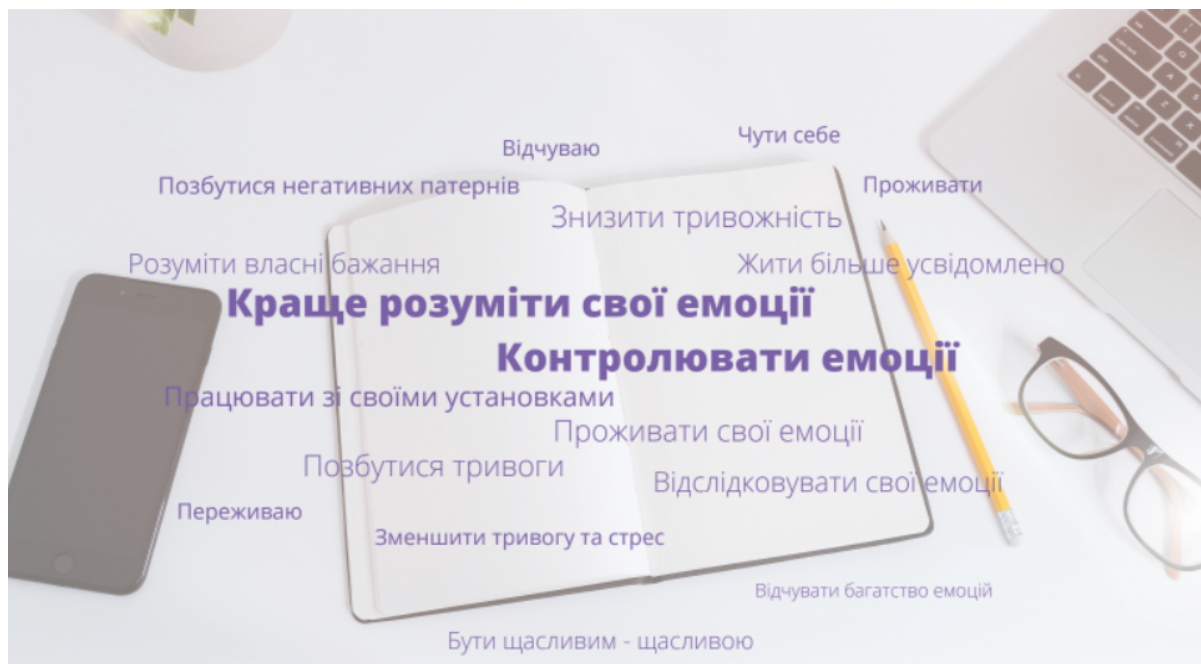 Чути себе
Відчуваю
Позбутися негативних патернів
Проживати
Знизити тривожність
Розуміти власні бажання
Жити більше усвідомлено
Краще розуміти свої емоції
Контролювати емоції
Працювати зі своїми установками
Проживати свої емоції
Позбутися тривоги
Відслідковувати свої емоції
Переживаю
Зменшити тривогу та стрес
Відчувати багатство емоцій
Бути щасливим - щасливою